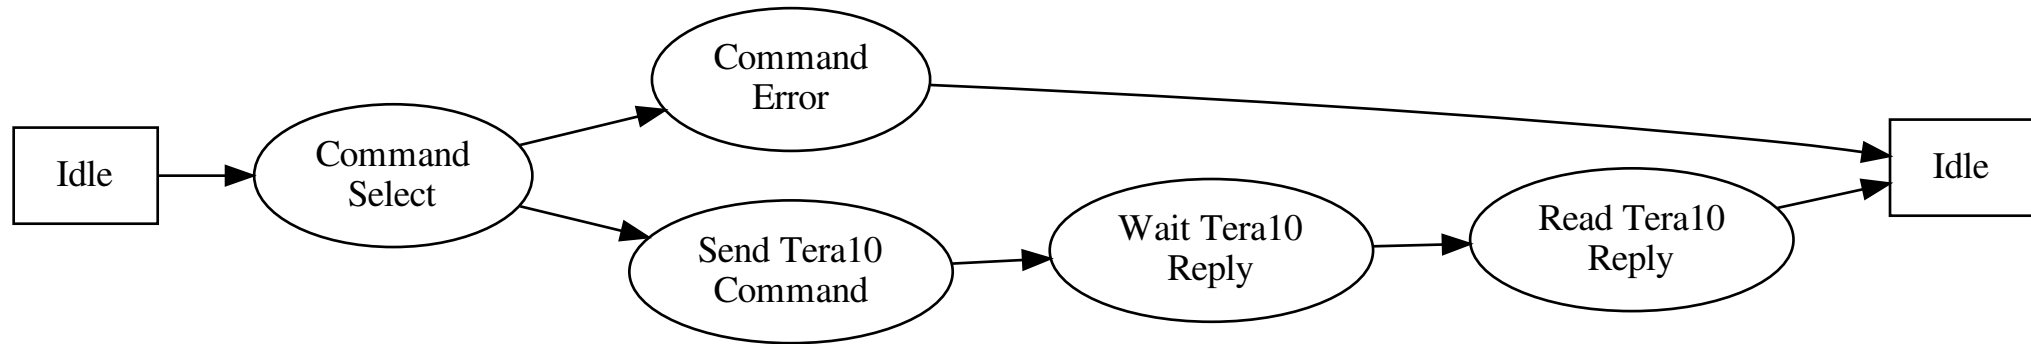 Idle
Command
Select
Command
Error
Send Tera10
Command
Wait Tera10
Reply
Read Tera10
Reply
Idle